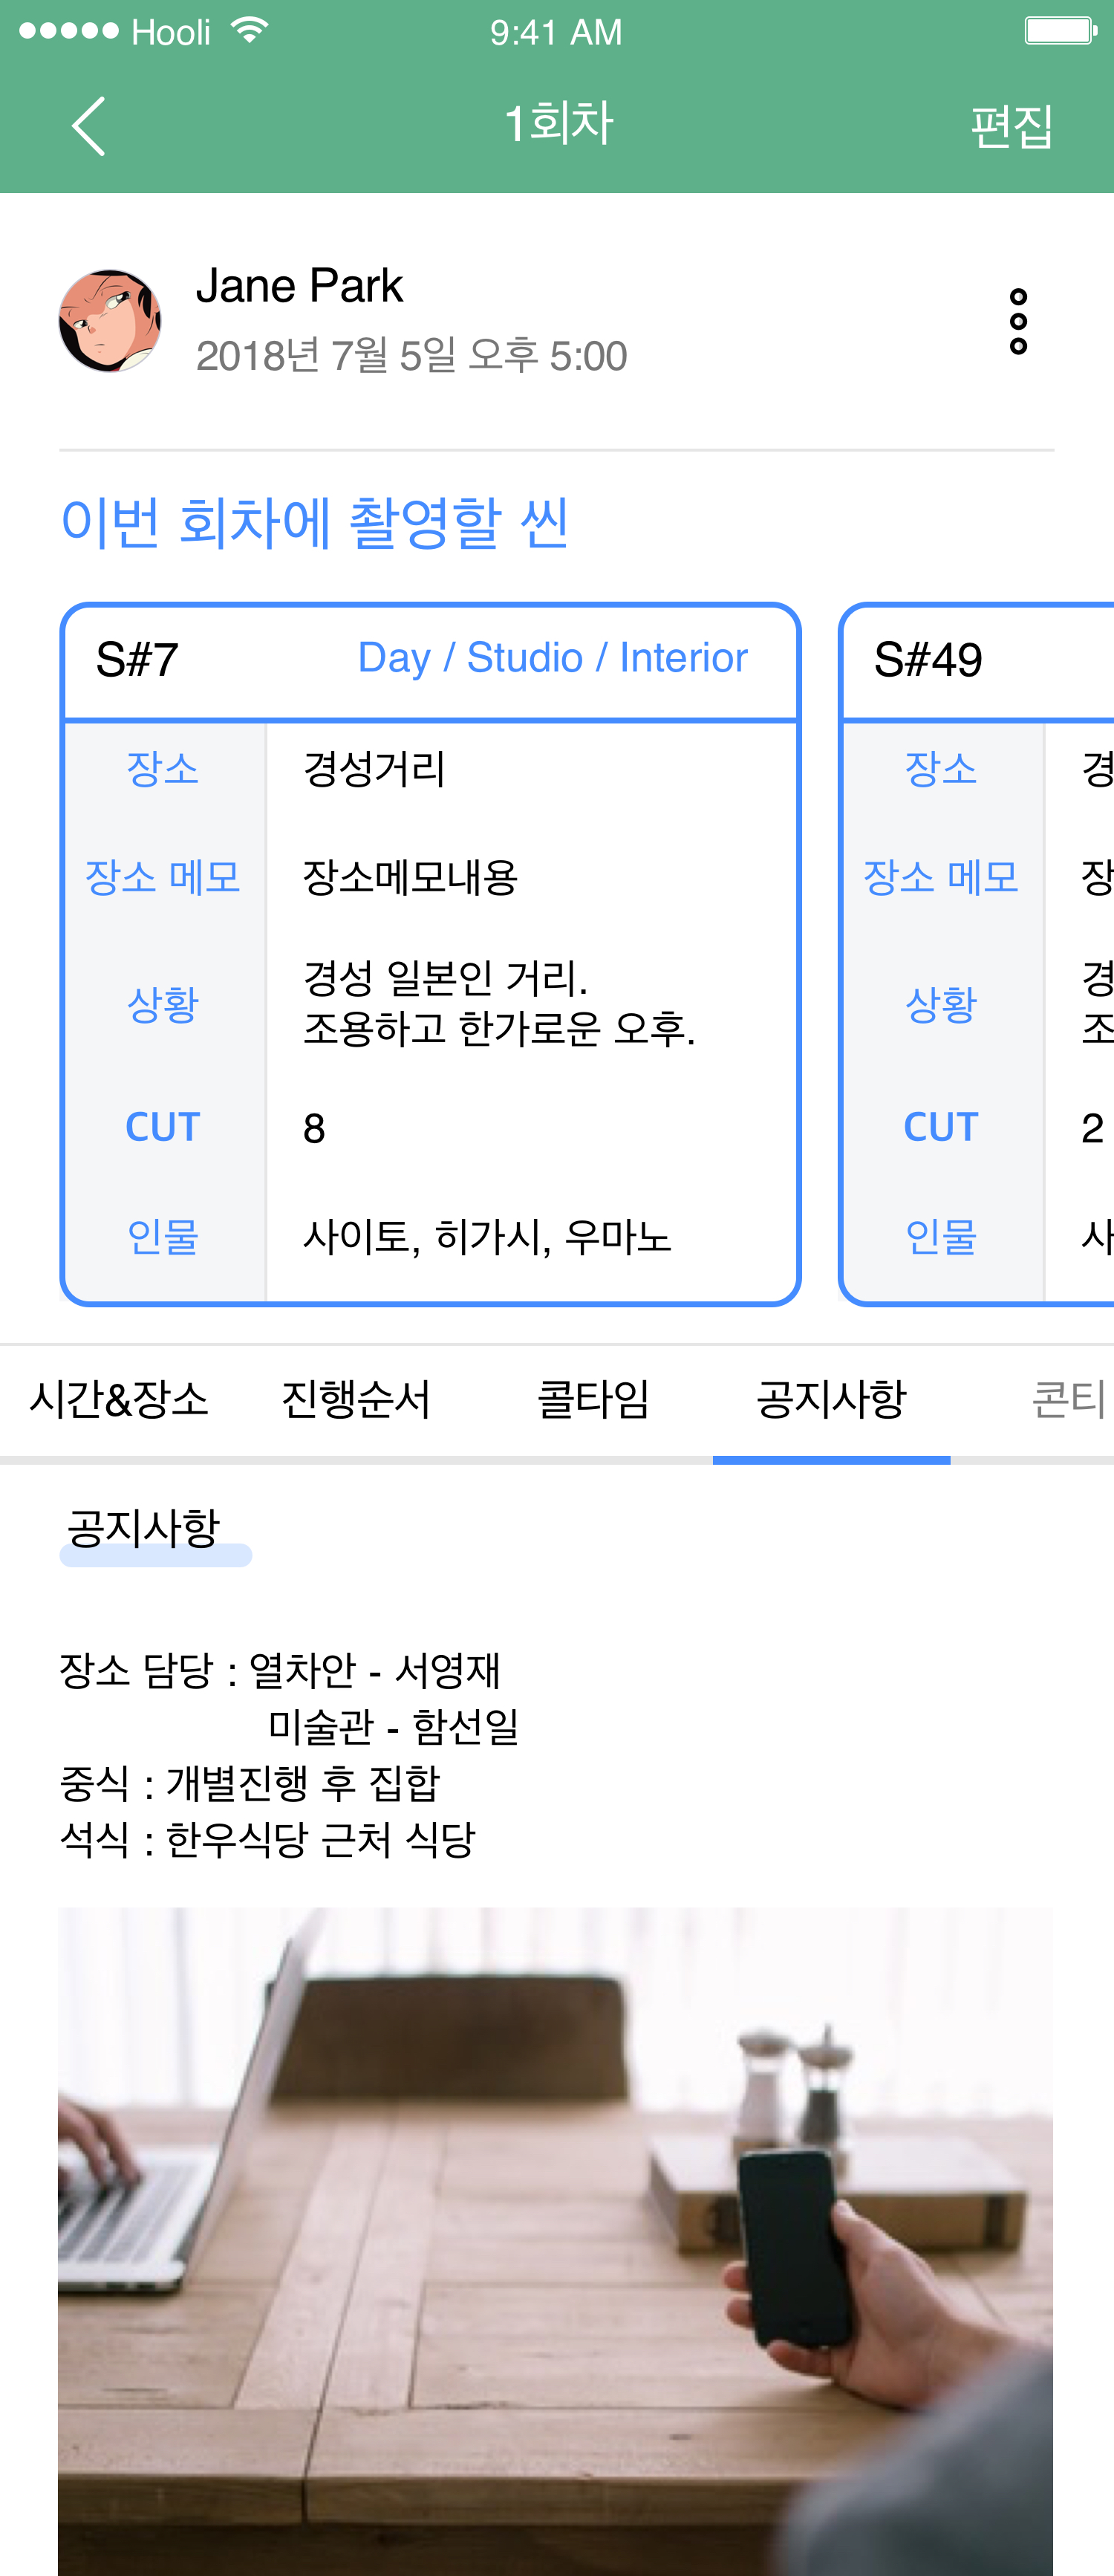 Hooli
9:41 AM
1회차
편집
Jane Park
2018년 7월 5일 오후 5:00
이번 회차에 촬영할 씬
S#7
Day / Studio / Interior
장소
경성거리
장소 메모
장소메모내용
상황
경성 일본인 거리.
조용하고 한가로운 오후.
CUT
8
인물
사이토, 히가시, 우마노
S#49
장소
경
장소 메모
장
상황
경
조
CUT
2
인물
사
시간&장소
진행순서
콜타임
공지사항
콘티
공지사항
장소 담당 : 열차안 - 서영재
미술관 - 함선일
중식 : 개별진행 후 집합
석식 : 한우식당 근처 식당